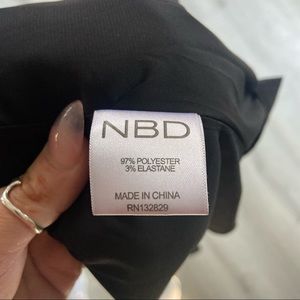 NBD
97% POLYESTER
3% ELASTANE
MADE IN CHINA
RN132829